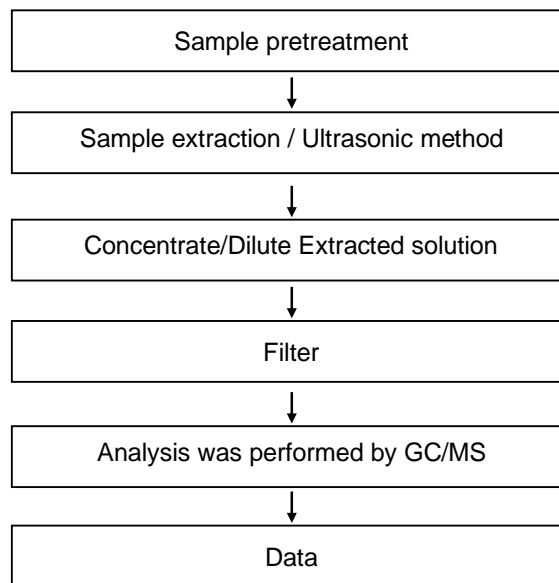 Sample pretreatment
Sample extraction / Ultrasonic method
Concentrate/Dilute Extracted solution
Filter
Analysis was performed by GC/MS
Data